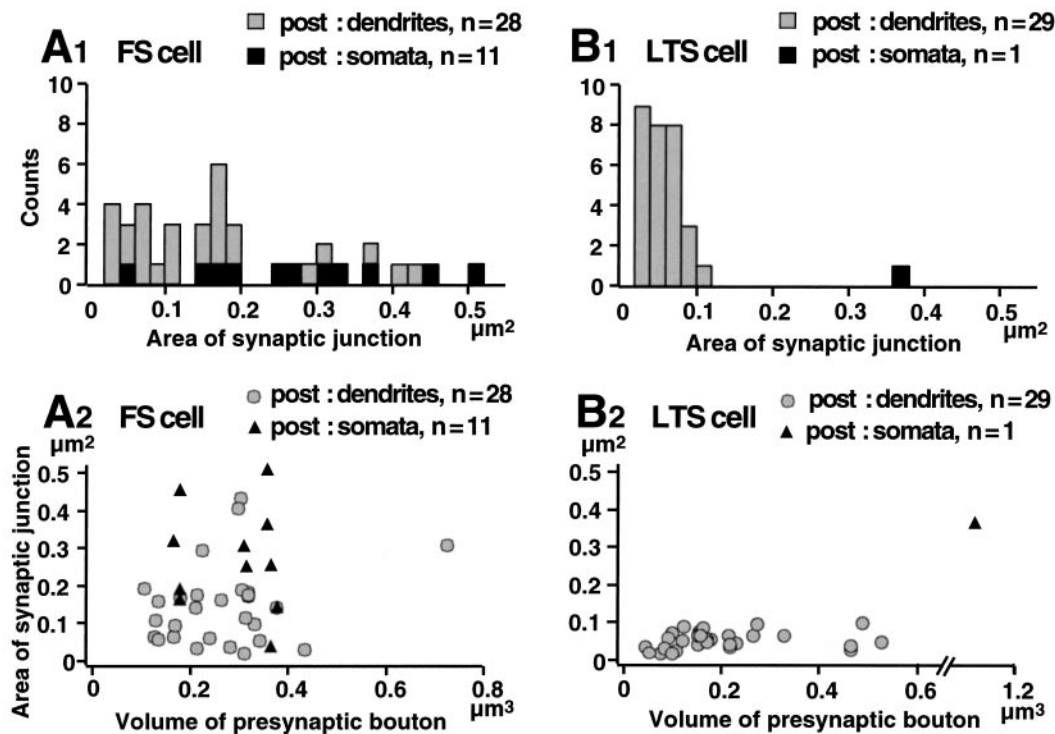 A1 FS cell
post : dendrites, n=28
post : somata, n=11
10
8
6
4
2
0
Counts
0 0.1 0.2 0.3 0.4 0.5
µm2
Area of synaptic junction
B1 LTS cell
post : dendrites, n=29
post : somata, n=1
10
8
6
4
2
0
0 0.1 0.2 0.3 0.4 0.5
µm2
Area of synaptic junction
A2 FS cell
post : dendrites, n=28
post : somata, n=11
µm2
0.5
0.4
0.3
0.2
0.1
0
Area of synaptic junction
0 0.2 0.4 0.6 0.8
µm3
Volume of presynaptic bouton
B2 LTS cell
post : dendrites, n=29
post : somata, n=1
µm2
0.5
0.4
0.3
0.2
0.1
0
0 0.2 0.4 0.6 1.2
µm3
Volume of presynaptic bouton